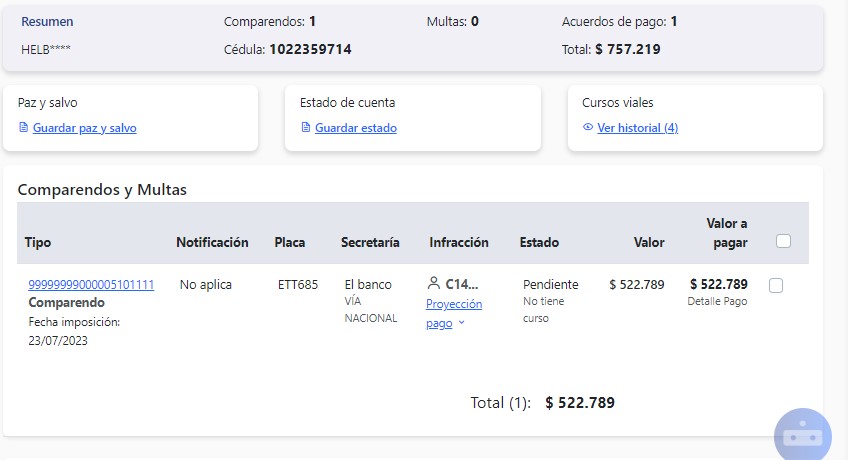 Resumen Comparendos: 1 Multas: 0 Acuerdos de pago: 1
HELB**** Cédula: 1022359714 Total: $ 757.219
Paz y salvo Estado de cuenta Cursos viales
Guardar paz y salvo Guardar estado Ver historial (4)
Comparendos y Multas
Tipo Notificación Placa Secretaría Infracción Estado Valor Valor a pagar
99999999000005101111 No aplica ETT685 El banco C14... Pendiente $ 522.789 $ 522.789
Comparendo VÍA Proyección No tiene Detalle Pago
Fecha imposición: NACIONAL pago curso
23/07/2023
Total (1): $ 522.789